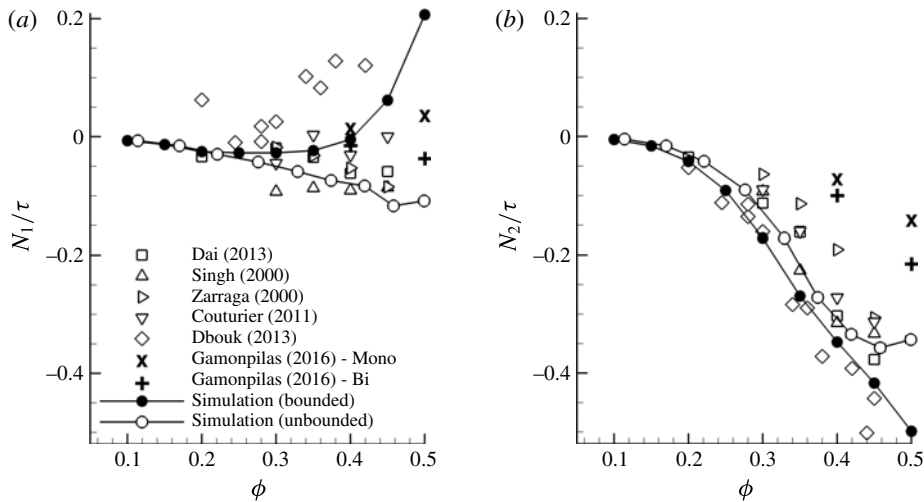 (a)
0.2
0
−0.2
−0.4
N₁/τ
Dai (2013)
Singh (2000)
Zarraga (2000)
Couturier (2011)
Dbouk (2013)
Gamonpilas (2016) - Mono
Gamonpilas (2016) - Bi
Simulation (bounded)
Simulation (unbounded)
0.1 0.2 0.3 0.4 0.5
ϕ
(b)
0.2
0
−0.2
−0.4
N₂/τ
0.1 0.2 0.3 0.4 0.5
ϕ